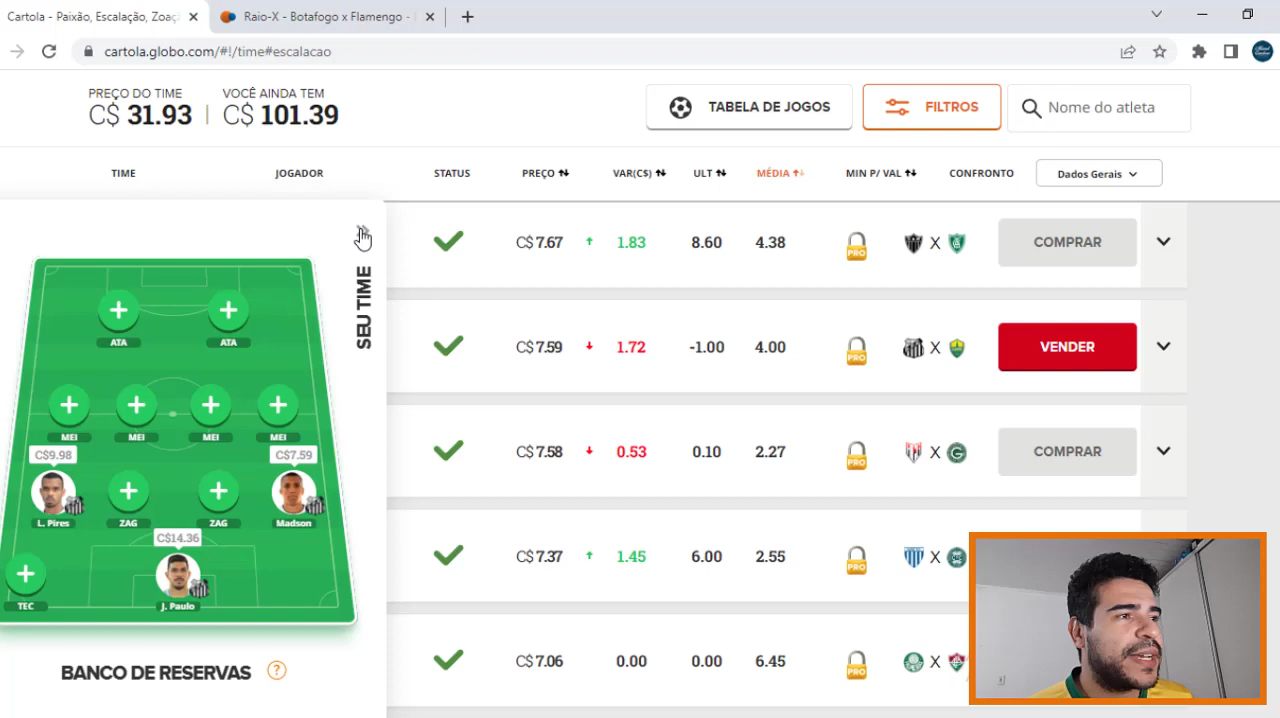 Cartola - Paixão, Escalação, Zoaç
Raio-X - Botafogo x Flamengo -
cartola.globo.com/#!/time#escalacao
PREÇO DO TIME
C$ 31.93
VOCÊ AINDA TEM
C$ 101.39
TABELA DE JOGOS
FILTROS
Nome do atleta
TIME JOGADOR STATUS PREÇO VAR(C$) ULT MÉDIA MIN P/ VAL CONFRONTO Dados Gerais
C$ 7.67 1.83 8.60 4.38 PRO X COMPRAR
C$ 7.59 1.72 -1.00 4.00 PRO X VENDER
C$ 7.58 0.53 0.10 2.27 PRO X COMPRAR
C$ 7.37 1.45 6.00 2.55 PRO X
C$ 7.06 0.00 0.00 6.45 PRO X
SEU TIME
ATA ATA
MEI MEI MEI MEI
C$9.98 C$7.59
L. Pires ZAG ZAG Madson
C$14.36
TEC J. Paulo
BANCO DE RESERVAS ?